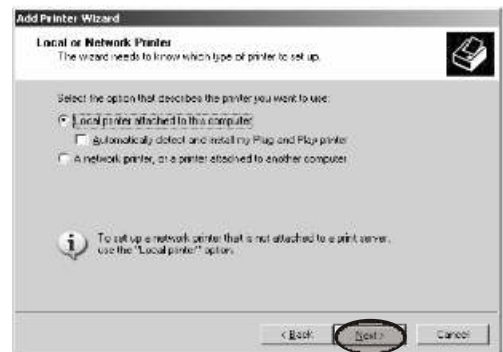 Add Printer Wizard
Local or Network Printer
The wizard needs to know which type of printer to set up.
Select the option that describes the printer you want to use:
Local printer attached to this computer
Automatically detect and install my Plug and Play printer
A network printer, or a printer attached to another computer
To set up a network printer that is not attached to a print server,
use the "Local printer" option.
< Back
Next >
Cancel